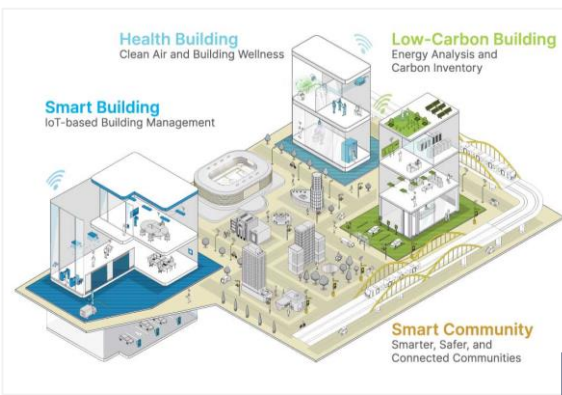 Health Building
Clean Air and Building Wellness
Low-Carbon Building
Energy Analysis and
Carbon Inventory
Smart Building
IoT-based Building Management
Smart Community
Smarter, Safer, and
Connected Communities